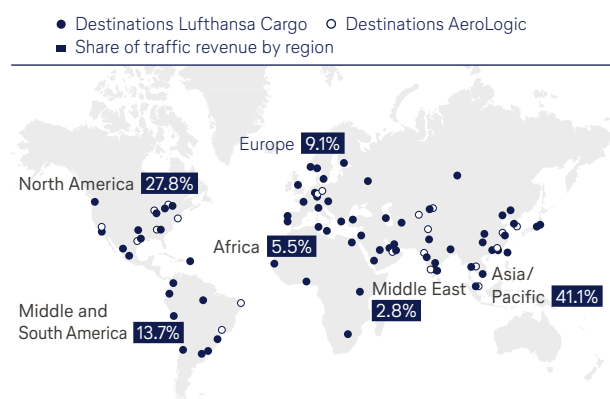 Destinations Lufthansa Cargo Destinations AeroLogic
Share of traffic revenue by region
Europe 9.1%
North America 27.8%
Africa 5.5%
Asia/
Pacific 41.1%
Middle East
2.8%
Middle and
South America 13.7%